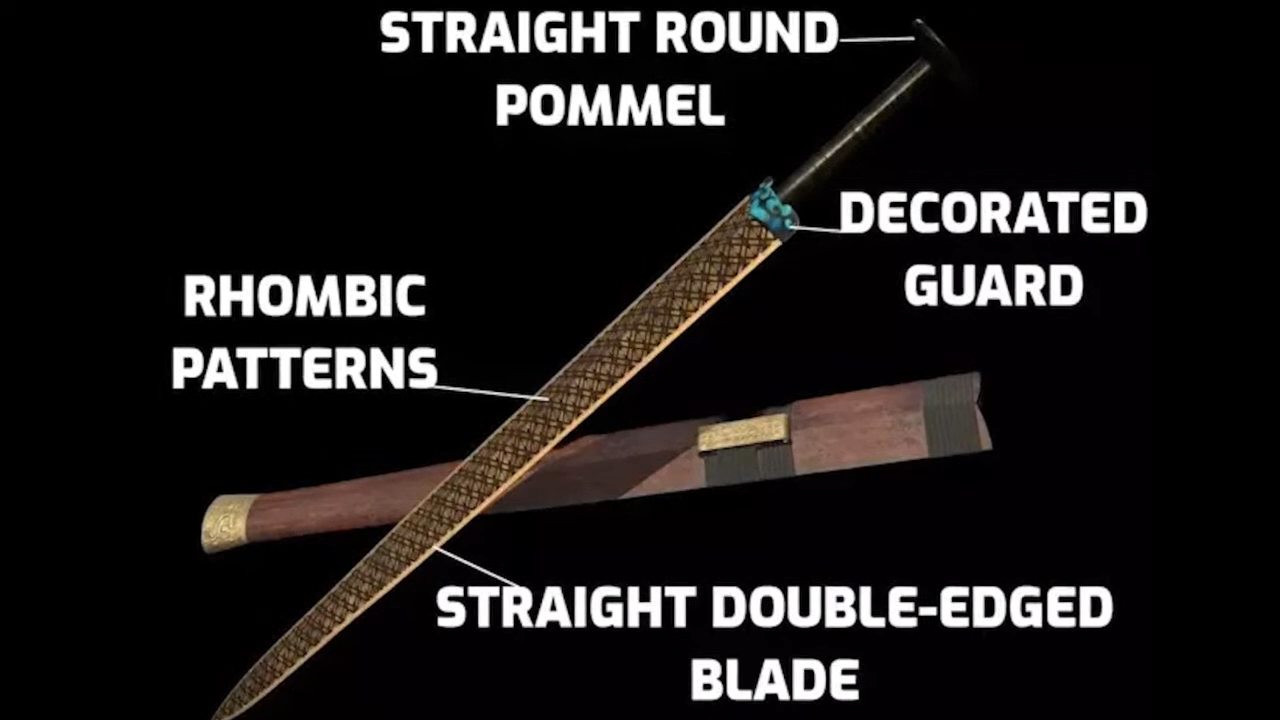 STRAIGHT ROUND
POMMEL
DECORATED
GUARD
RHOMBIC
PATTERNS
STRAIGHT DOUBLE-EDGED
BLADE